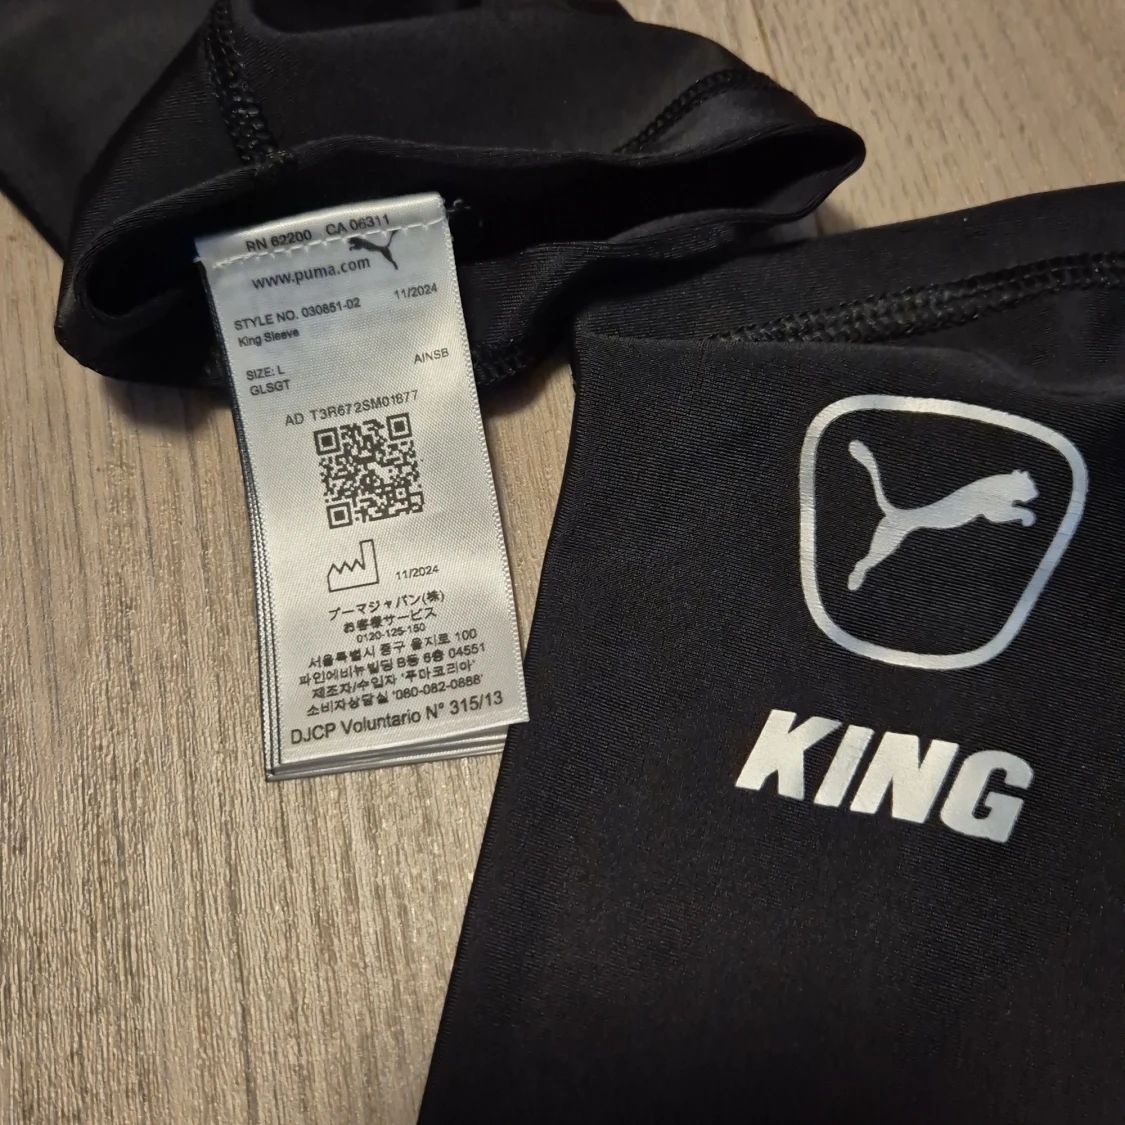 RN 62200 CA 06311
www.puma.com
STYLE NO. 030851-02 11/2024
King Sleeve
SIZE: L AINSB
GLSGT
AD T3R672SM01677
11/2024
プーマジャパン(株)
お客様サービス
0120-125-150
서울특별시 중구 을지로 100
파인에비뉴빌딩 B동 6층 04551
제조자/수입자 '푸마코리아'
소비자상담실 '080-082-0888'
DJCP Voluntario N° 315/13
KING